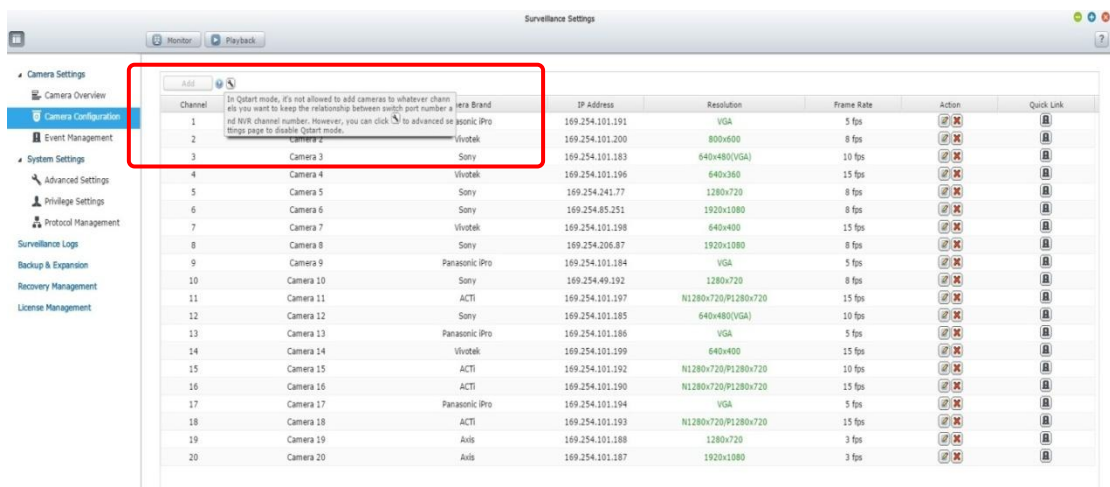 Surveillance Settings
Monitor Playback ?
Camera Settings
Camera Overview
Camera Configuration
Event Management
System Settings
Advanced Settings
Privilege Settings
Protocol Management
Surveillance Logs
Backup & Expansion
Recovery Management
License Management
Add
In Qstart mode, it's not allowed to add cameras to whatever chann
els you want to keep the relationship between switch port number a
nd NVR channel number. However, you can click to advanced se
ttings page to disable Qstart mode.
Channel era Brand IP Address Resolution Frame Rate Action Quick Link
1 asonic iPro 169.254.101.191 VGA 5 fps
2 Camera 2 Vivotek 169.254.101.200 800x600 8 fps
3 Camera 3 Sony 169.254.101.183 640x480(VGA) 10 fps
4 Camera 4 Vivotek 169.254.101.196 640x360 15 fps
5 Camera 5 Sony 169.254.241.77 1280x720 8 fps
6 Camera 6 Sony 169.254.85.251 1920x1080 8 fps
7 Camera 7 Vivotek 169.254.101.198 640x400 15 fps
8 Camera 8 Sony 169.254.206.87 1920x1080 8 fps
9 Camera 9 Panasonic iPro 169.254.101.184 VGA 5 fps
10 Camera 10 Sony 169.254.49.192 1280x720 8 fps
11 Camera 11 ACTi 169.254.101.197 N1280x720/P1280x720 15 fps
12 Camera 12 Sony 169.254.101.185 640x480(VGA) 10 fps
13 Camera 13 Panasonic iPro 169.254.101.186 VGA 5 fps
14 Camera 14 Vivotek 169.254.101.199 640x400 15 fps
15 Camera 15 ACTi 169.254.101.192 N1280x720/P1280x720 10 fps
16 Camera 16 ACTi 169.254.101.190 N1280x720/P1280x720 15 fps
17 Camera 17 Panasonic iPro 169.254.101.194 VGA 5 fps
18 Camera 18 ACTi 169.254.101.193 N1280x720/P1280x720 15 fps
19 Camera 19 Axis 169.254.101.188 1280x720 3 fps
20 Camera 20 Axis 169.254.101.187 1920x1080 3 fps